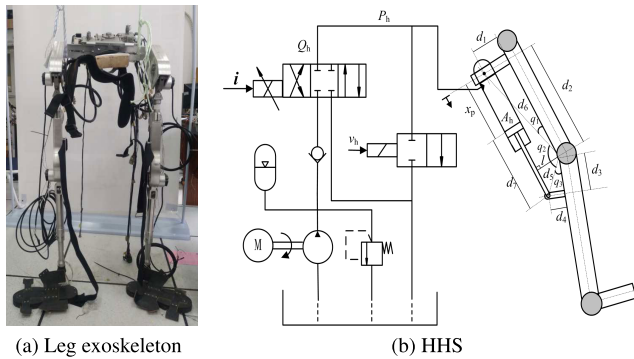 P_h
Q_h
i
v_h
M
d_1
d_2
x_p
d_6
q_1
A_h
q_2
l
d_5
d_3
q_3
d_7
d_4
(a) Leg exoskeleton
(b) HHS